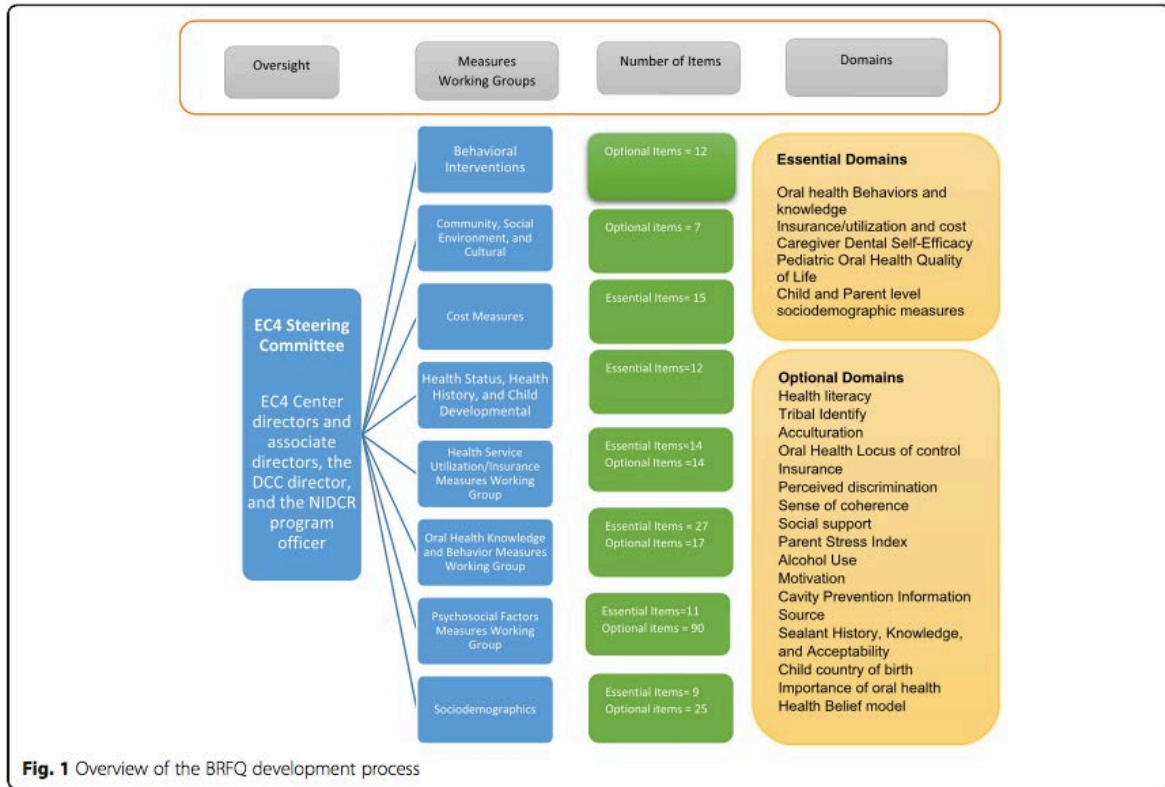 Oversight
Measures
Working Groups
Number of Items
Domains
EC4 Steering
Committee
EC4 Center
directors and
associate
directors, the
DCC director,
and the NIDCR
program
officer
Behavioral
Interventions
Optional Items = 12
Community, Social
Environment, and
Cultural
Optional items = 7
Cost Measures
Essential Items= 15
Health Status, Health
History, and Child
Developmental
Essential Items=12
Health Service
Utilization/Insurance
Measures Working
Group
Essential Items=14
Optional Items =14
Oral Health Knowledge
and Behavior Measures
Working Group
Essential Items = 27
Optional Items =17
Psychosocial Factors
Measures Working
Group
Essential Items=11
Optional items = 90
Sociodemographics
Essential Items= 9
Optional items = 25
Essential Domains
Oral health Behaviors and
knowledge
Insurance/utilization and cost
Caregiver Dental Self-Efficacy
Pediatric Oral Health Quality
of Life
Child and Parent level
sociodemographic measures
Optional Domains
Health literacy
Tribal Identify
Acculturation
Oral Health Locus of control
Insurance
Perceived discrimination
Sense of coherence
Social support
Parent Stress Index
Alcohol Use
Motivation
Cavity Prevention Information
Source
Sealant History, Knowledge,
and Acceptability
Child country of birth
Importance of oral health
Health Belief model
Fig. 1 Overview of the BRFQ development process